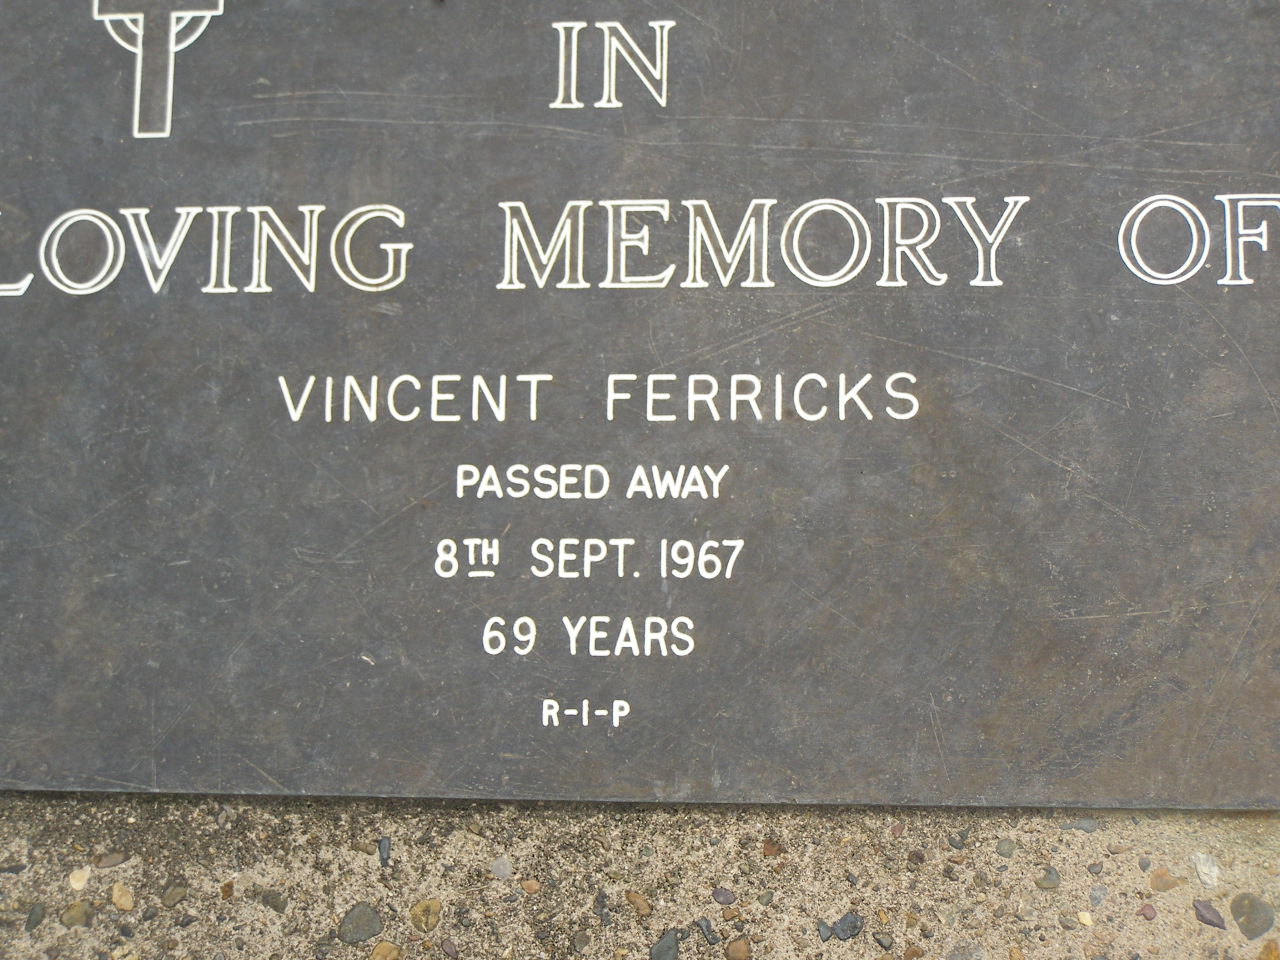 IN
LOVING MEMORY OF
VINCENT FERRICKS
PASSED AWAY
8TH SEPT. 1967
69 YEARS
R-I-P